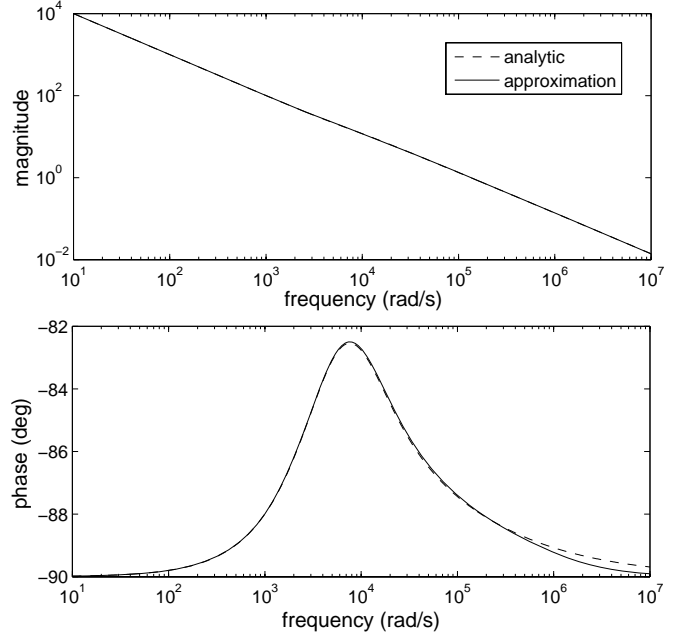 10^4
10^2
10^0
10^−2
magnitude
analytic
approximation
10^1 10^2 10^3 10^4 10^5 10^6 10^7
frequency (rad/s)
−82
−84
−86
−88
−90
phase (deg)
10^1 10^2 10^3 10^4 10^5 10^6 10^7
frequency (rad/s)